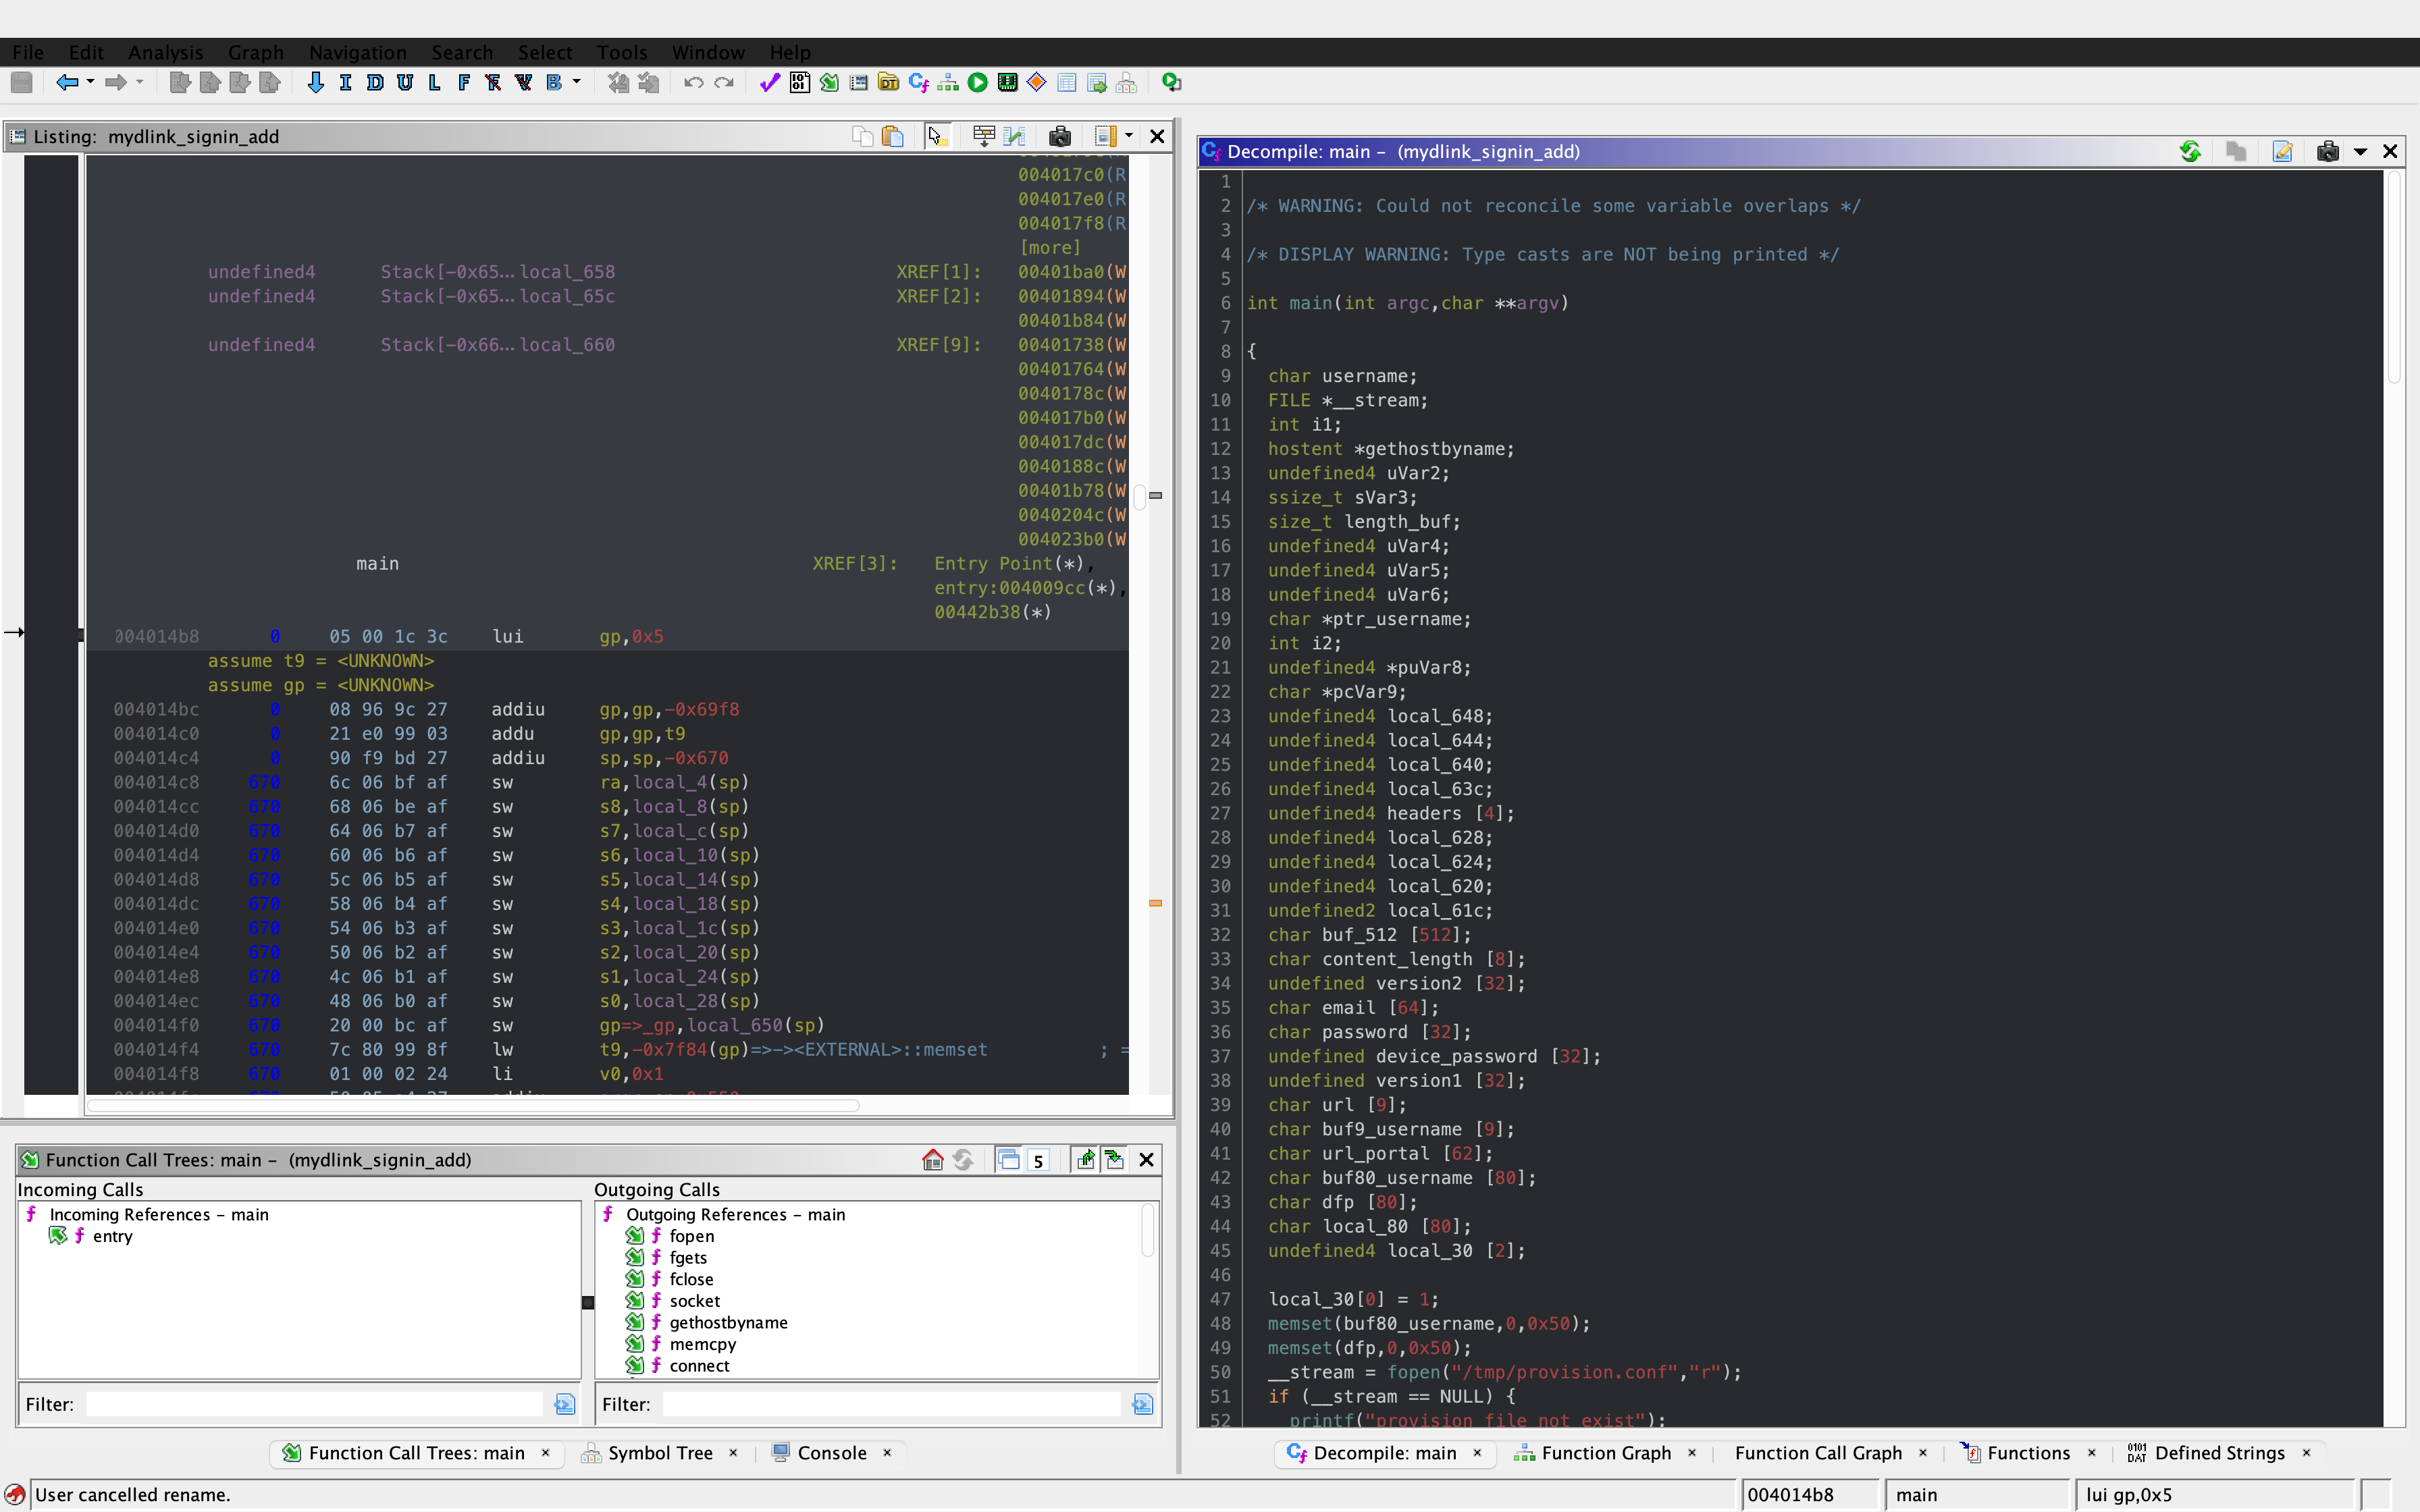 File Edit Analysis Graph Navigation Search Select Tools Window Help
I D U L F B
Listing: mydlink_signin_add
004017c0(R
004017e0(R
004017f8(R
[more]
undefined4 Stack[-0x65... local_658 XREF[1]: 00401ba0(W
undefined4 Stack[-0x65... local_65c XREF[2]: 00401894(W
00401b84(W
undefined4 Stack[-0x66... local_660 XREF[9]: 00401738(W
00401764(W
0040178c(W
004017b0(W
004017dc(W
0040188c(W
00401b78(W
0040204c(W
004023b0(W
main XREF[3]: Entry Point(*),
entry:004009cc(*),
00442b38(*)
004014b8 0 05 00 1c 3c lui gp,0x5
assume t9 = <UNKNOWN>
assume gp = <UNKNOWN>
004014bc 0 08 96 9c 27 addiu gp,gp,-0x69f8
004014c0 0 21 e0 99 03 addu gp,gp,t9
004014c4 0 90 f9 bd 27 addiu sp,sp,-0x670
004014c8 670 6c 06 bf af sw ra,local_4(sp)
004014cc 670 68 06 be af sw s8,local_8(sp)
004014d0 670 64 06 b7 af sw s7,local_c(sp)
004014d4 670 60 06 b6 af sw s6,local_10(sp)
004014d8 670 5c 06 b5 af sw s5,local_14(sp)
004014dc 670 58 06 b4 af sw s4,local_18(sp)
004014e0 670 54 06 b3 af sw s3,local_1c(sp)
004014e4 670 50 06 b2 af sw s2,local_20(sp)
004014e8 670 4c 06 b1 af sw s1,local_24(sp)
004014ec 670 48 06 b0 af sw s0,local_28(sp)
004014f0 670 20 00 bc af sw gp=>_gp,local_650(sp)
004014f4 670 7c 80 99 8f lw t9,-0x7f84(gp)=>-><EXTERNAL>::memset ; =
004014f8 670 01 00 02 24 li v0,0x1
Function Call Trees: main – (mydlink_signin_add)
5
Incoming Calls
Incoming References – main
entry
Filter:
Outgoing Calls
Outgoing References – main
fopen
fgets
fclose
socket
gethostbyname
memcpy
connect
Filter:
Function Call Trees: main × Symbol Tree × Console ×
Decompile: main – (mydlink_signin_add)
1
2 /* WARNING: Could not reconcile some variable overlaps */
3
4 /* DISPLAY WARNING: Type casts are NOT being printed */
5
6 int main(int argc,char **argv)
7
8 {
9 char username;
10 FILE *__stream;
11 int i1;
12 hostent *gethostbyname;
13 undefined4 uVar2;
14 ssize_t sVar3;
15 size_t length_buf;
16 undefined4 uVar4;
17 undefined4 uVar5;
18 undefined4 uVar6;
19 char *ptr_username;
20 int i2;
21 undefined4 *puVar8;
22 char *pcVar9;
23 undefined4 local_648;
24 undefined4 local_644;
25 undefined4 local_640;
26 undefined4 local_63c;
27 undefined4 headers [4];
28 undefined4 local_628;
29 undefined4 local_624;
30 undefined4 local_620;
31 undefined2 local_61c;
32 char buf_512 [512];
33 char content_length [8];
34 undefined version2 [32];
35 char email [64];
36 char password [32];
37 undefined device_password [32];
38 undefined version1 [32];
39 char url [9];
40 char buf9_username [9];
41 char url_portal [62];
42 char buf80_username [80];
43 char dfp [80];
44 char local_80 [80];
45 undefined4 local_30 [2];
46
47 local_30[0] = 1;
48 memset(buf80_username,0,0x50);
49 memset(dfp,0,0x50);
50 __stream = fopen("/tmp/provision.conf","r");
51 if (__stream == NULL) {
52 printf("provision file not exist");
Decompile: main × Function Graph × Function Call Graph × Functions × Defined Strings ×
User cancelled rename.
004014b8 main lui gp,0x5